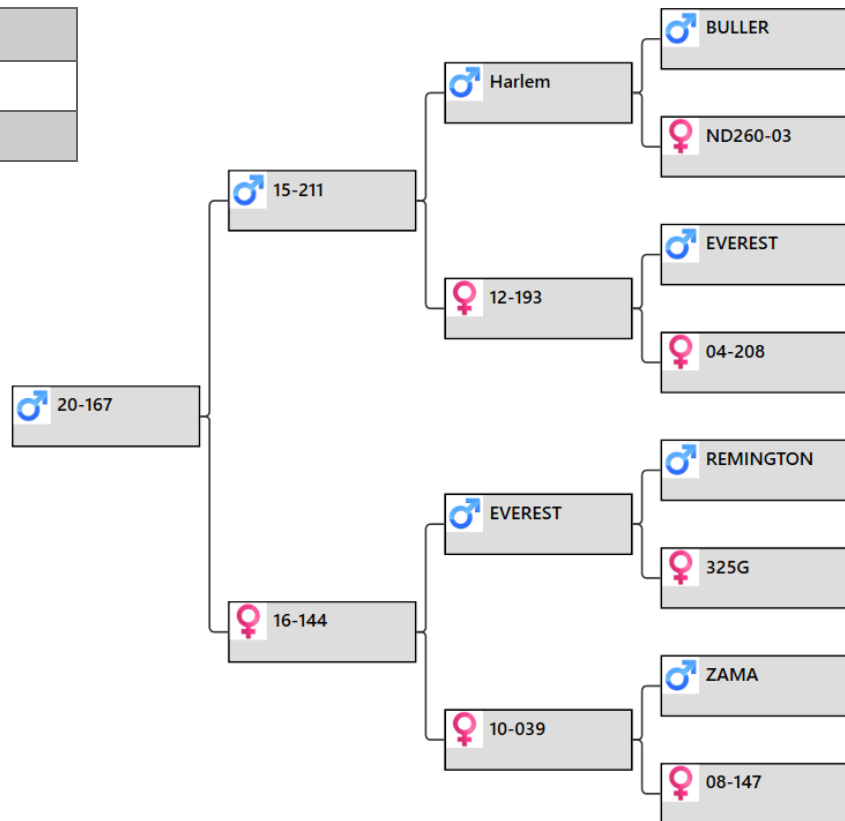 BULLER
Harlem
ND260-03
15-211
EVEREST
12-193
04-208
20-167
REMINGTON
EVEREST
325G
16-144
ZAMA
10-039
08-147